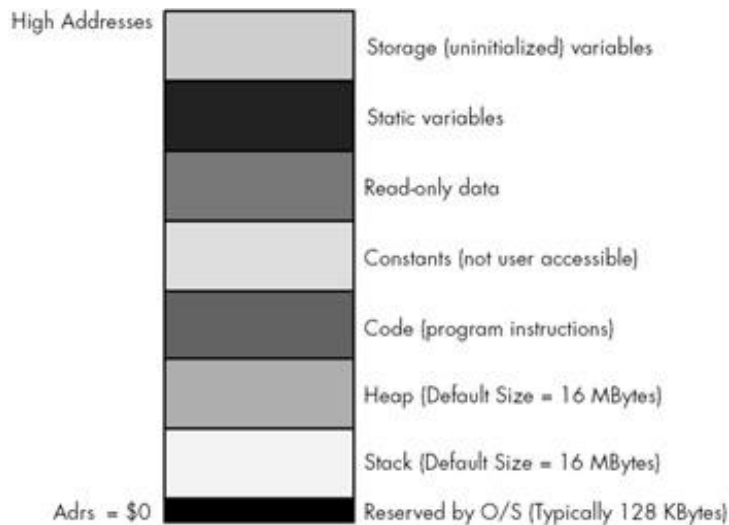 High Addresses
Storage (uninitialized) variables
Static variables
Read-only data
Constants (not user accessible)
Code (program instructions)
Heap (Default Size = 16 MBytes)
Stack (Default Size = 16 MBytes)
Adrs = $0
Reserved by O/S (Typically 128 KBytes)